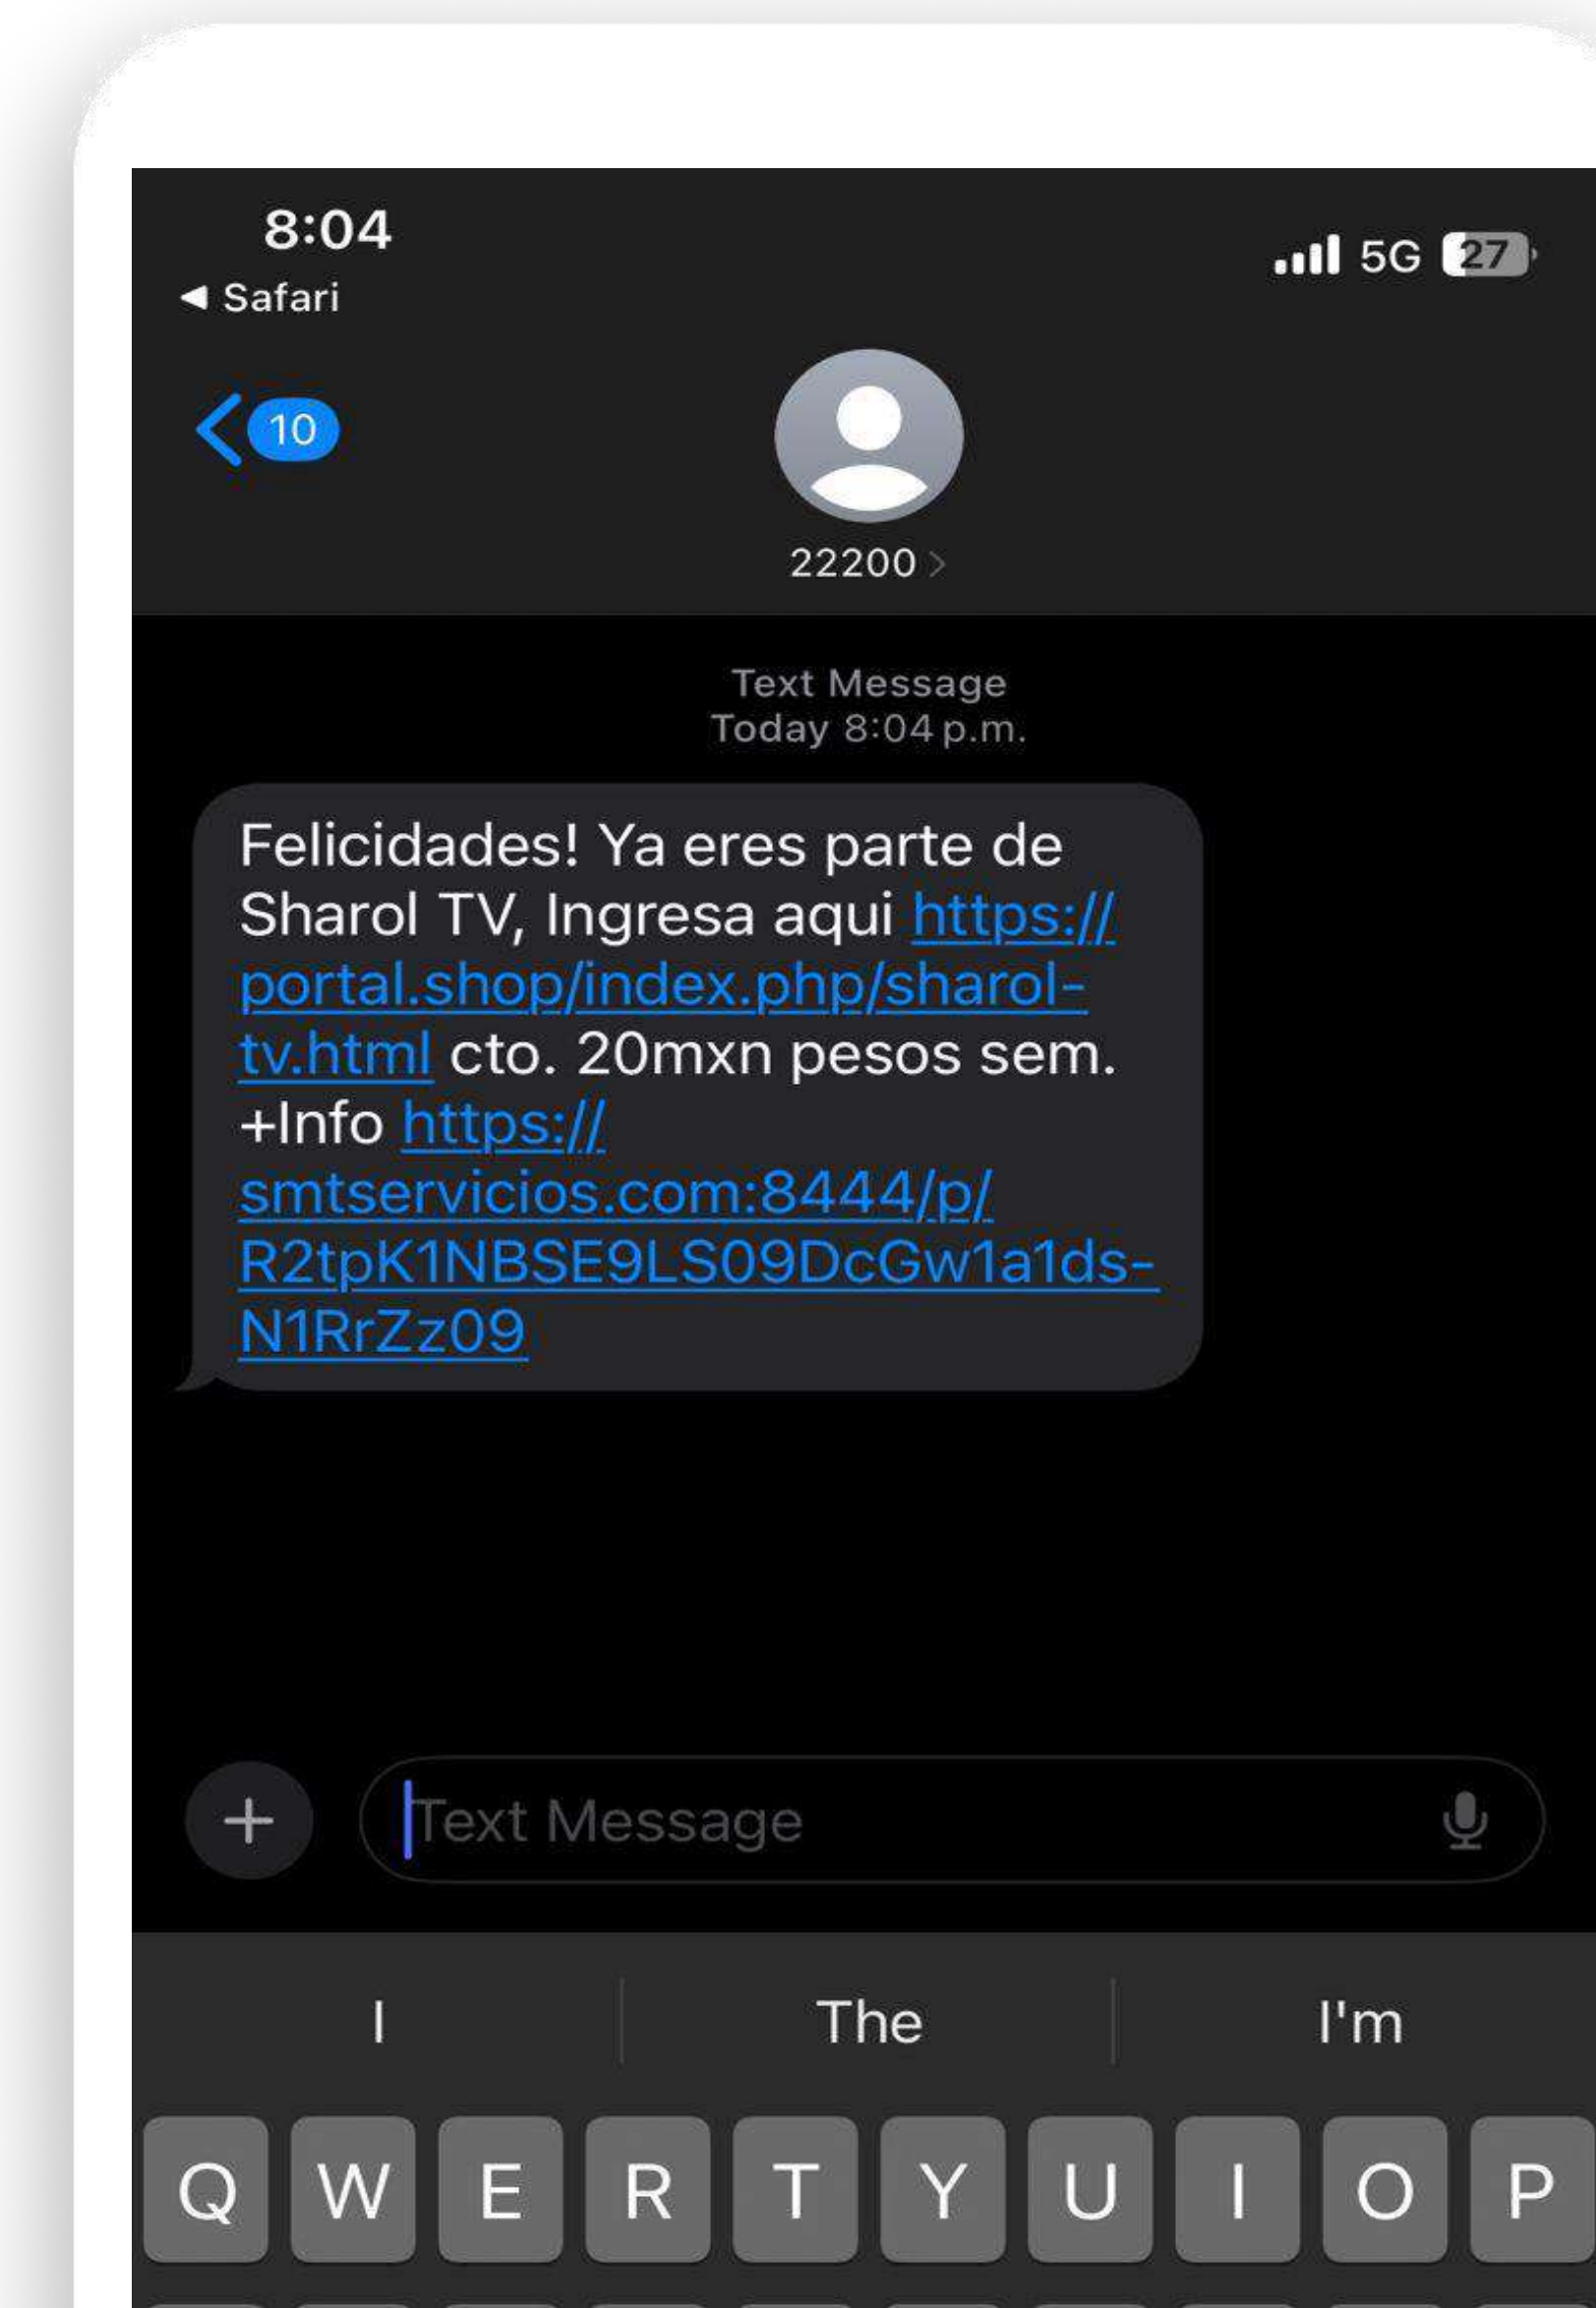 8:04
5G 27
◀ Safari
10
22200 >
Text Message
Today 8:04 p.m.
Felicidades! Ya eres parte de
Sharol TV, Ingresa aqui https://
portal.shop/index.php/sharol-
tv.html cto. 20mxn pesos sem.
+Info https://
smtservicios.com:8444/p/
R2tpK1NBSE9LS09DcGw1a1ds-
N1RrZz09
Text Message
I The I'm
Q W E R T Y U I O P